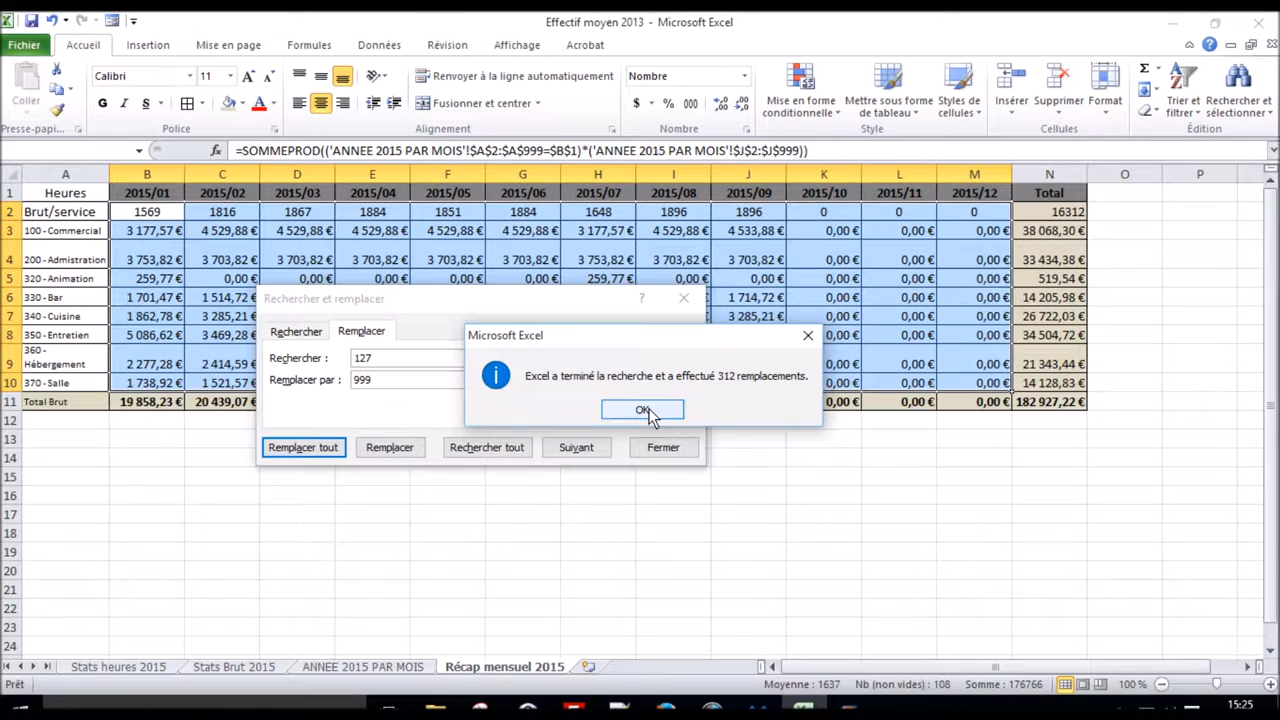 Effectif moyen 2013 - Microsoft Excel
Fichier Accueil Insertion Mise en page Formules Données Révision Affichage Acrobat
Coller Calibri 11 Renvoyer à la ligne automatiquement Nombre
G I S A Fusionner et centrer $ % 000 Mise en forme conditionnelle Mettre sous forme de tableau Styles de cellules Insérer Supprimer Format Trier et filtrer Rechercher et sélectionner
Presse-papi... Police Alignement Nombre Style Cellules Édition
fx =SOMMEPROD(('ANNEE 2015 PAR MOIS'!$A$2:$A$999=$B$1)*('ANNEE 2015 PAR MOIS'!$J$2:$J$999))
A B C D E F G H I J K L M N O P
1 Heures 2015/01 2015/02 2015/03 2015/04 2015/05 2015/06 2015/07 2015/08 2015/09 2015/10 2015/11 2015/12 Total
2 Brut/service 1569 1816 1867 1884 1851 1884 1648 1896 1896 0 0 0 16312
3 100 - Commercial 3 177,57 € 4 529,88 € 4 529,88 € 4 529,88 € 4 529,88 € 4 529,88 € 3 177,57 € 4 529,88 € 4 533,88 € 0,00 € 0,00 € 0,00 € 38 068,30 €
4 200 - Admistration 3 753,82 € 3 703,82 € 3 703,82 € 3 703,82 € 3 703,82 € 3 703,82 € 3 753,82 € 3 703,82 € 3 703,82 € 0,00 € 0,00 € 0,00 € 33 434,38 €
5 320 - Animation 259,77 € 0,00 € 0,00 € 0,00 € 0,00 € 0,00 € 259,77 € 0,00 € 0,00 € 0,00 € 0,00 € 0,00 € 519,54 €
6 330 - Bar 1 701,47 € 1 514,72 € 1 714,72 € 0,00 € 0,00 € 0,00 € 14 205,98 €
7 340 - Cuisine 1 862,78 € 3 285,21 € 3 285,21 € 0,00 € 0,00 € 0,00 € 26 722,03 €
8 350 - Entretien 5 086,62 € 3 469,28 € 0,00 € 0,00 € 34 504,72 €
9 360 - Hébergement 2 277,28 € 2 414,59 € 0,00 € 0,00 € 21 343,44 €
10 370 - Salle 1 738,92 € 1 521,57 € 0,00 € 0,00 € 14 128,83 €
11 Total Brut 19 858,23 € 20 439,07 € 0,00 € 0,00 € 182 927,22 €
12
13
14
15
16
17
18
19
20
21
22
23
24
Rechercher et remplacer
Rechercher Remplacer
Rechercher : 127
Remplacer par : 999
Remplacer tout Remplacer Rechercher tout Suivant Fermer
Microsoft Excel
Excel a terminé la recherche et a effectué 312 remplacements.
OK
Stats heures 2015 Stats Brut 2015 ANNEE 2015 PAR MOIS Récap mensuel 2015
Prêt Moyenne : 1637 Nb (non vides) : 108 Somme : 176766 100 %
15:25